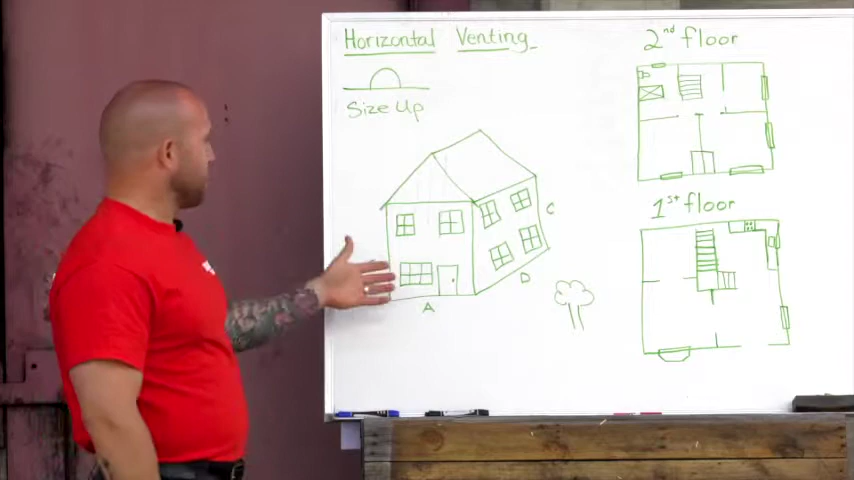 Horizontal Venting
Size Up
2nd floor
1st floor
C
D
A